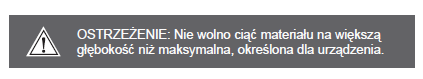 OSTRZEŻENIE: Nie wolno ciąć materiału na większą
głębokość niż maksymalna, określona dla urządzenia.